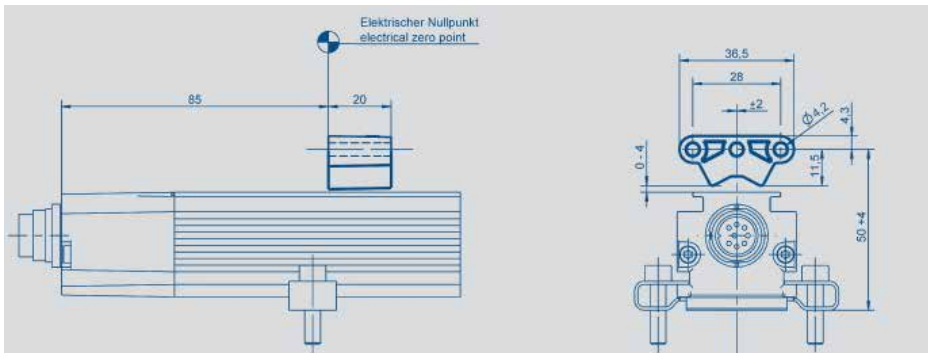 Elektrischer Nullpunkt
electrical zero point
85
20
36,5
28
±2
Ø4,2
4,3
0 - 4
11,5
50 +4